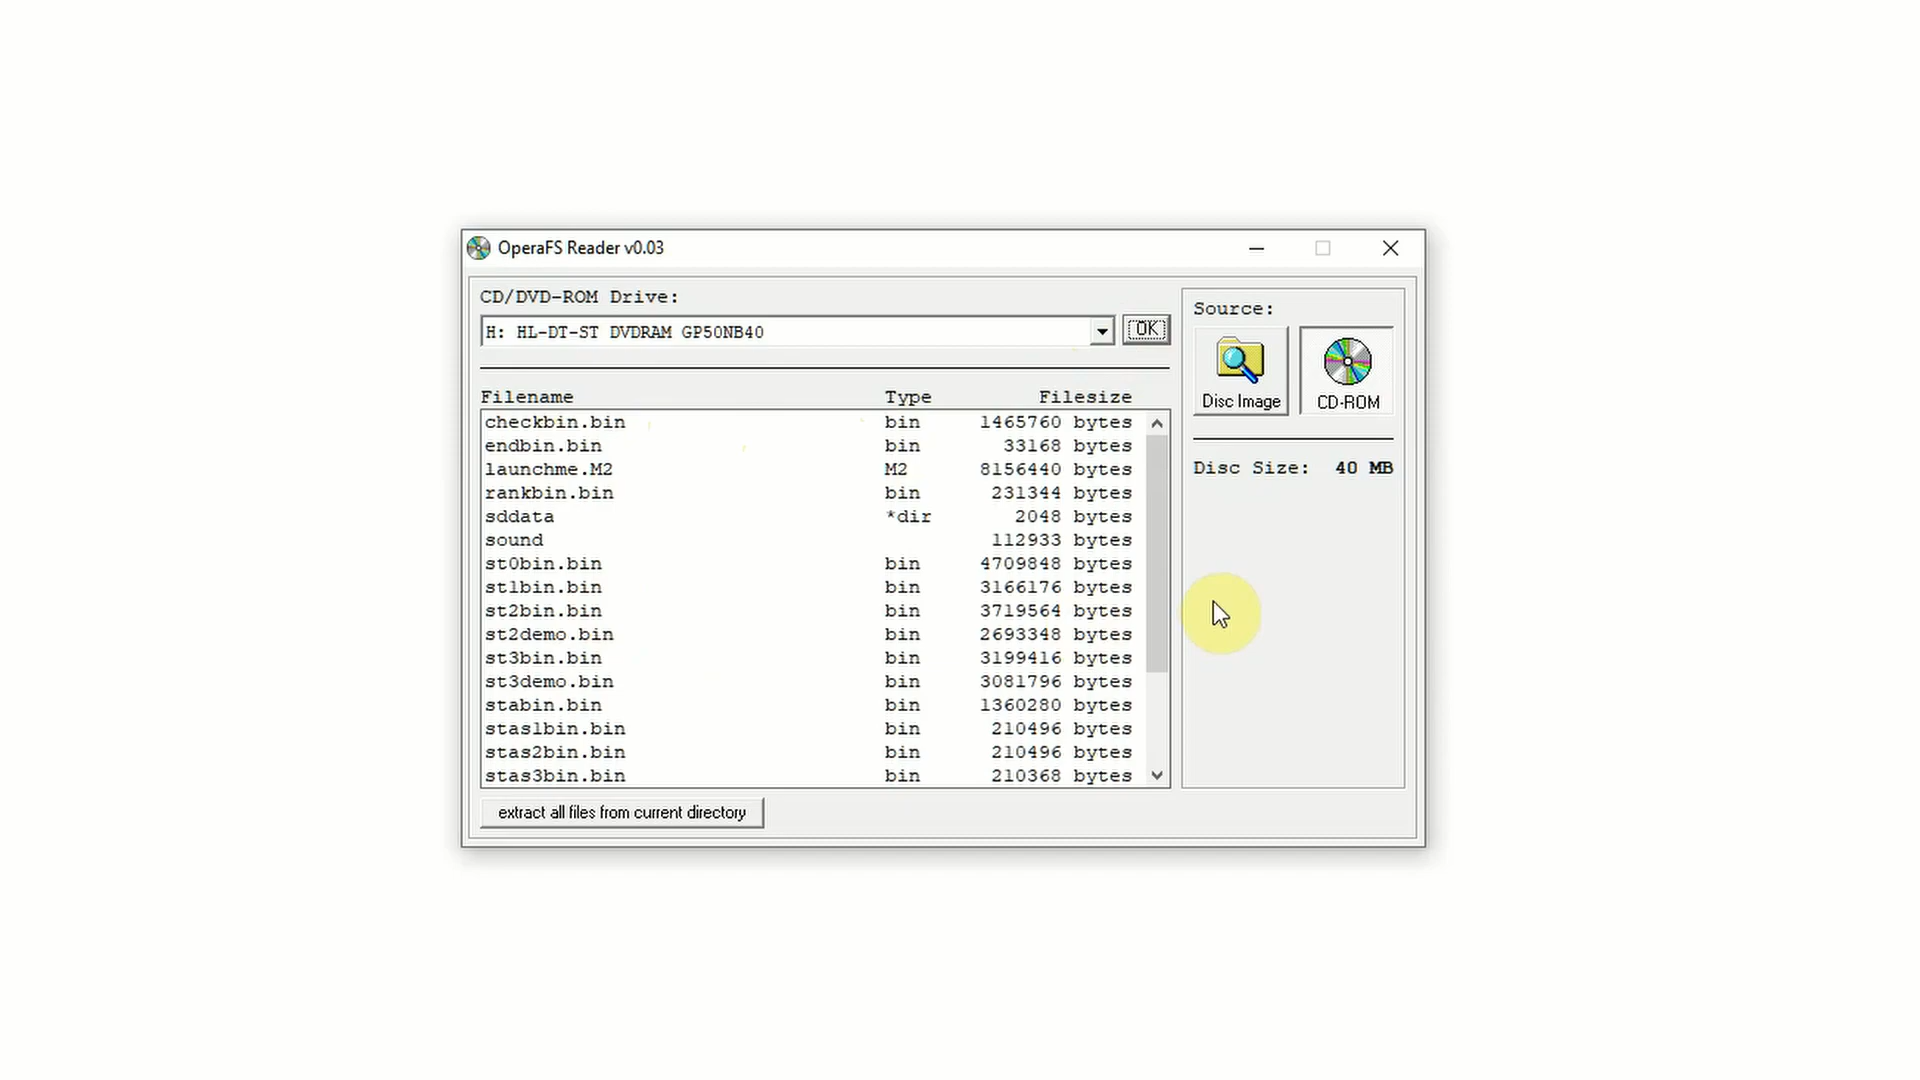 OperaFS Reader v0.03
CD/DVD-ROM Drive:
H: HL-DT-ST DVDRAM GP50NB40
OK
Source:
Disc Image
CD-ROM
Disc Size: 40 MB
Filename Type Filesize
checkbin.bin bin 1465760 bytes
endbin.bin bin 33168 bytes
launchme.M2 M2 8156440 bytes
rankbin.bin bin 231344 bytes
sddata *dir 2048 bytes
sound 112933 bytes
st0bin.bin bin 4709848 bytes
st1bin.bin bin 3166176 bytes
st2bin.bin bin 3719564 bytes
st2demo.bin bin 2693348 bytes
st3bin.bin bin 3199416 bytes
st3demo.bin bin 3081796 bytes
stabin.bin bin 1360280 bytes
stas1bin.bin bin 210496 bytes
stas2bin.bin bin 210496 bytes
stas3bin.bin bin 210368 bytes
extract all files from current directory